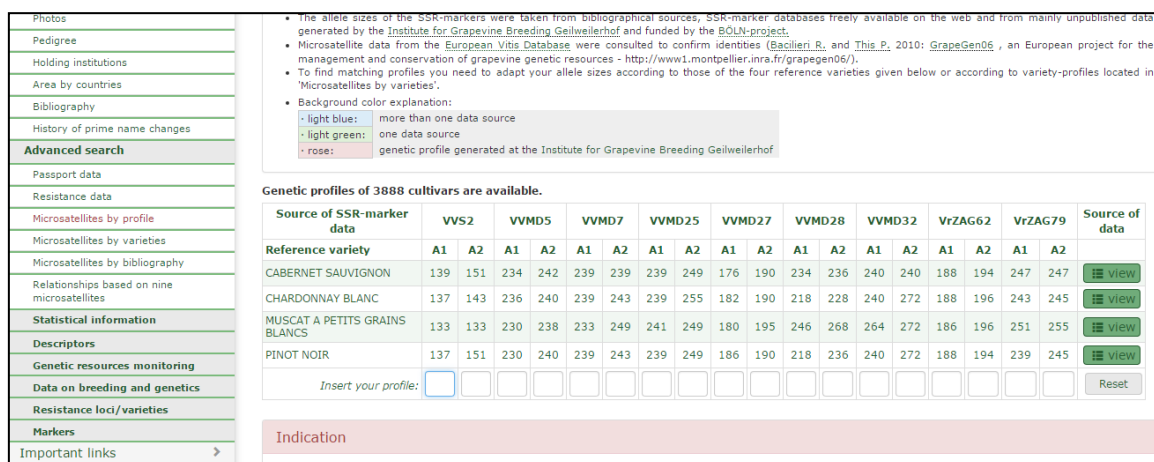 Photos
Pedigree
Holding institutions
Area by countries
Bibliography
History of prime name changes
Advanced search
Passport data
Resistance data
Microsatellites by profile
Microsatellites by varieties
Microsatellites by bibliography
Relationships based on nine
microsatellites
Statistical information
Descriptors
Genetic resources monitoring
Data on breeding and genetics
Resistance loci/varieties
Markers
Important links >
• The allele sizes of the SSR-markers were taken from bibliographical sources, SSR-marker databases freely available on the web and from mainly unpublished data
generated by the Institute for Grapevine Breeding Geilweilerhof and funded by the BÖLN-project.
• Microsatellite data from the European Vitis Database were consulted to confirm identities (Bacilieri R. and This P. 2010: GrapeGen06 , an European project for the
management and conservation of grapevine genetic resources - http://www1.montpellier.inra.fr/grapegen06/).
• To find matching profiles you need to adapt your allele sizes according to those of the four reference varieties given below or according to variety-profiles located in
'Microsatellites by varieties'.
• Background color explanation:
· light blue: more than one data source
· light green: one data source
· rose: genetic profile generated at the Institute for Grapevine Breeding Geilweilerhof
Genetic profiles of 3888 cultivars are available.
Source of SSR-marker data VVS2 VVMD5 VVMD7 VVMD25 VVMD27 VVMD28 VVMD32 VrZAG62 VrZAG79 Source of data
Reference variety A1 A2 A1 A2 A1 A2 A1 A2 A1 A2 A1 A2 A1 A2 A1 A2 A1 A2
CABERNET SAUVIGNON 139 151 234 242 239 239 239 249 176 190 234 236 240 240 188 194 247 247 view
CHARDONNAY BLANC 137 143 236 240 239 243 239 255 182 190 218 228 240 272 188 196 243 245 view
MUSCAT A PETITS GRAINS BLANCS 133 133 230 238 233 249 241 249 180 195 246 268 264 272 186 196 251 255 view
PINOT NOIR 137 151 230 240 239 243 239 249 186 190 218 236 240 272 188 194 239 245 view
Insert your profile: Reset
Indication